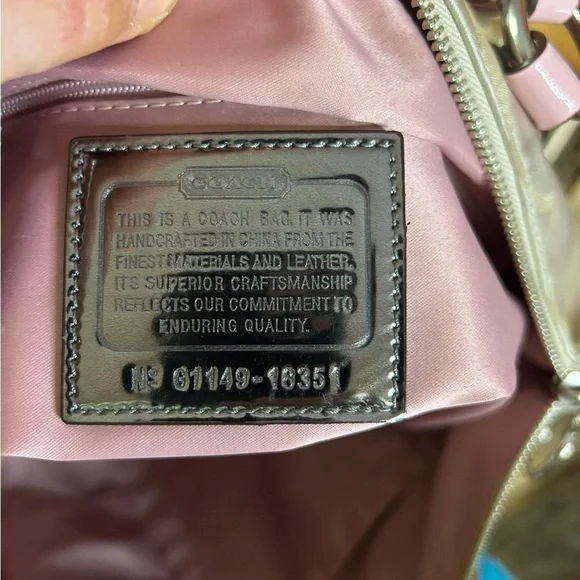 COACH
THIS IS A COACH BAG. IT WAS
HANDCRAFTED IN CHINA FROM THE
FINEST MATERIALS AND LEATHER.
ITS SUPERIOR CRAFTSMANSHIP
REFLECTS OUR COMMITMENT TO
ENDURING QUALITY.
Nº G1149-18351